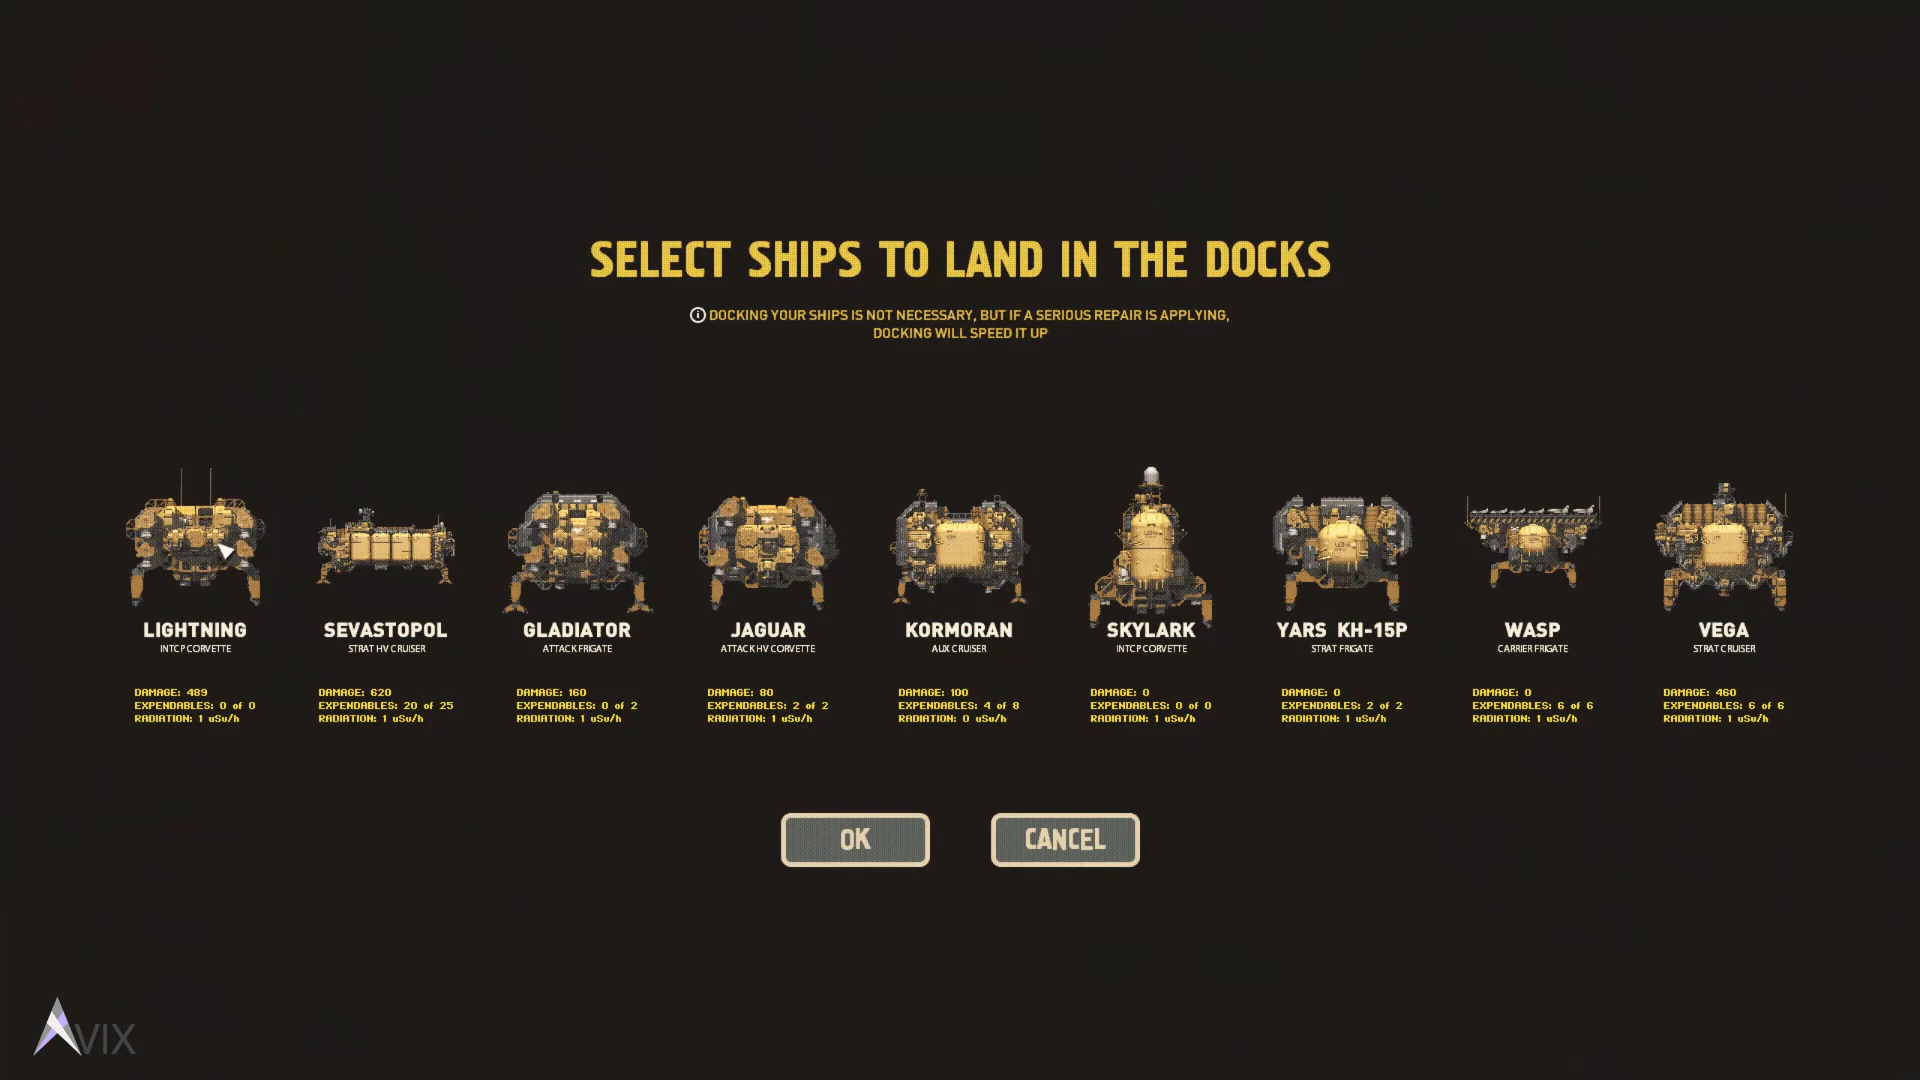 SELECT SHIPS TO LAND IN THE DOCKS
DOCKING YOUR SHIPS IS NOT NECESSARY, BUT IF A SERIOUS REPAIR IS APPLYING,
DOCKING WILL SPEED IT UP
LIGHTNING
INTCP CORVETTE
DAMAGE: 489
EXPENDABLES: 0 of 0
RADIATION: 1 uSv/h
SEVASTOPOL
STRAT HV CRUISER
DAMAGE: 620
EXPENDABLES: 20 of 25
RADIATION: 1 uSv/h
GLADIATOR
ATTACK FRIGATE
DAMAGE: 160
EXPENDABLES: 0 of 2
RADIATION: 1 uSv/h
JAGUAR
ATTACK HV CORVETTE
DAMAGE: 80
EXPENDABLES: 2 of 2
RADIATION: 1 uSv/h
KORMORAN
AUX CRUISER
DAMAGE: 100
EXPENDABLES: 4 of 8
RADIATION: 0 uSv/h
SKYLARK
INTCP CORVETTE
DAMAGE: 0
EXPENDABLES: 0 of 0
RADIATION: 1 uSv/h
YARS KH-15P
STRAT FRIGATE
DAMAGE: 0
EXPENDABLES: 2 of 2
RADIATION: 1 uSv/h
WASP
CARRIER FRIGATE
DAMAGE: 0
EXPENDABLES: 6 of 6
RADIATION: 1 uSv/h
VEGA
STRAT CRUISER
DAMAGE: 460
EXPENDABLES: 6 of 6
RADIATION: 1 uSv/h
OK
CANCEL
AVIX